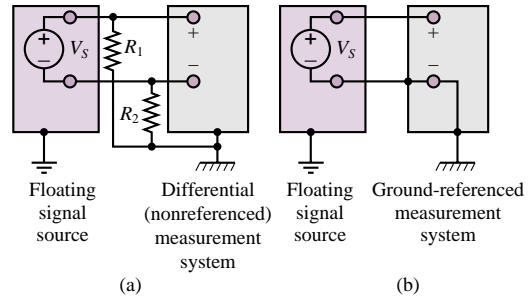 +
−
V_S
R_1
R_2
+
−
Floating
signal
source
Differential
(nonreferenced)
measurement
system
(a)
+
−
V_S
+
−
Floating
signal
source
Ground-referenced
measurement
system
(b)